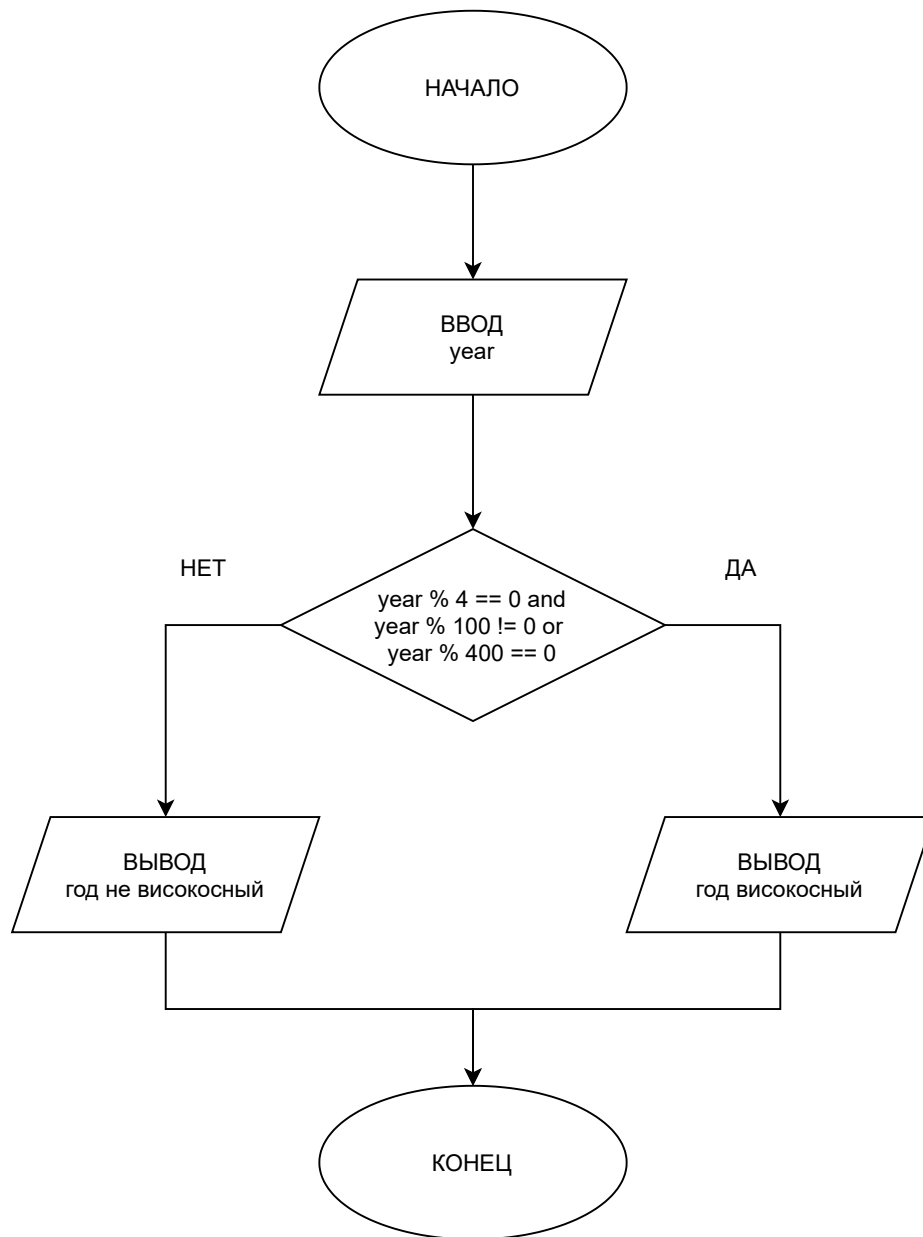 НАЧАЛО
ВВОД
year
НЕТ
ДА
year % 4 == 0 and
year % 100 != 0 or
year % 400 == 0
ВЫВОД
год не високосный
ВЫВОД
год високосный
КОНЕЦ